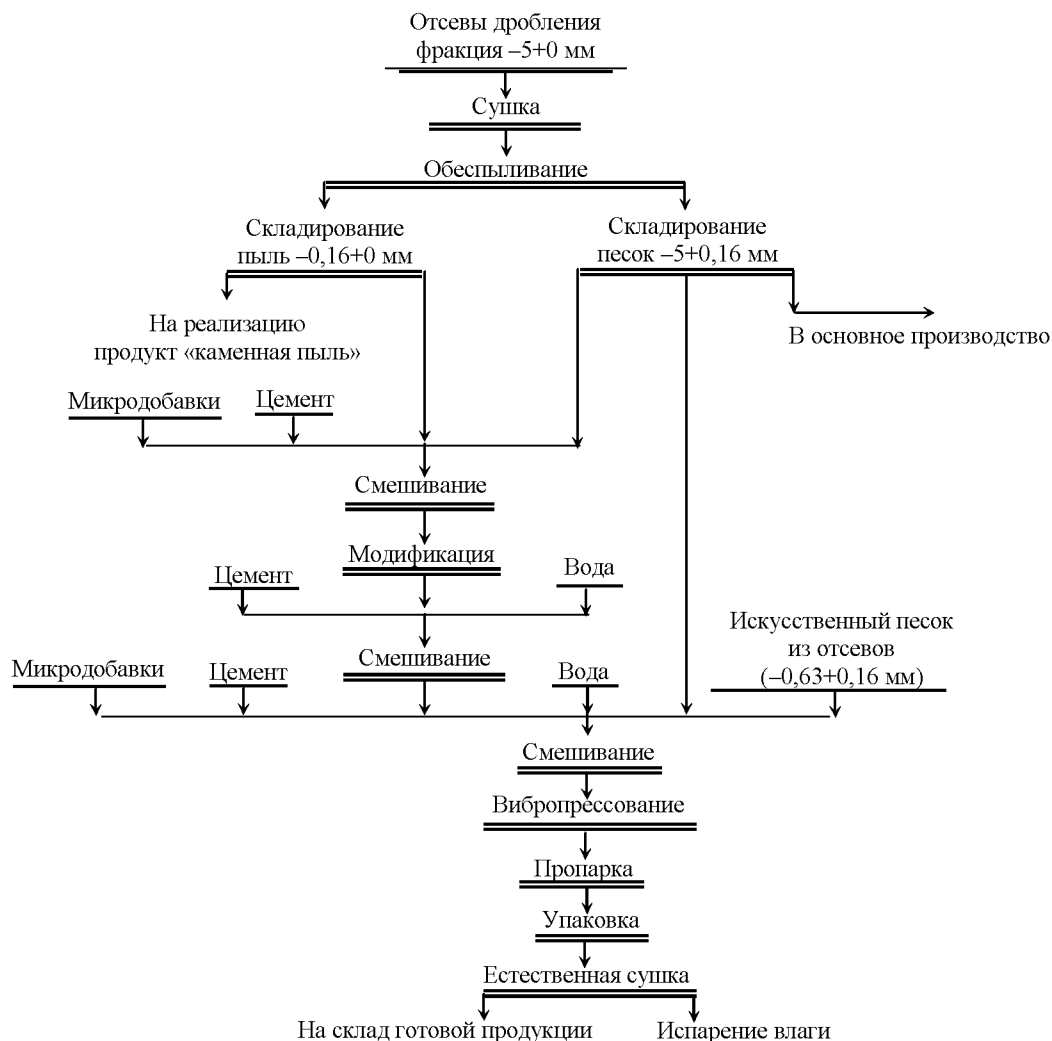 Отсевы дробления
фракция –5+0 мм
Сушка
Обеспыливание
Складирование
пыль –0,16+0 мм
Складирование
песок –5+0,16 мм
На реализацию
продукт «каменная пыль»
В основное производство
Микродобавки
Цемент
Смешивание
Модификация
Цемент
Вода
Искусственный песок
из отсевов
(–0,63+0,16 мм)
Смешивание
Микродобавки
Цемент
Вода
Смешивание
Вибропрессование
Пропарка
Упаковка
Естественная сушка
На склад готовой продукции
Испарение влаги